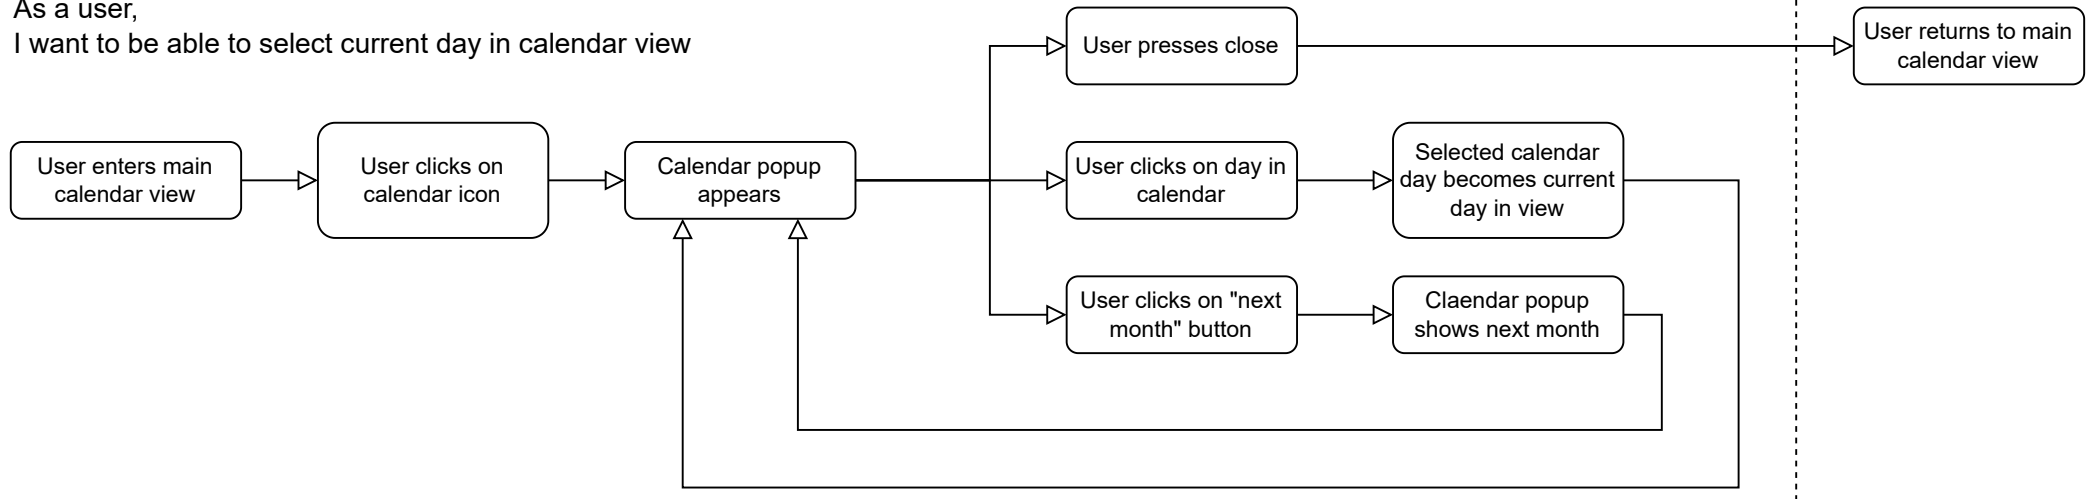 As a user,
I want to be able to select current day in calendar view
User presses close
User returns to main
calendar view
User enters main
calendar view
User clicks on
calendar icon
Calendar popup
appears
User clicks on day in
calendar
Selected calendar
day becomes current
day in view
User clicks on "next
month" button
Claendar popup
shows next month